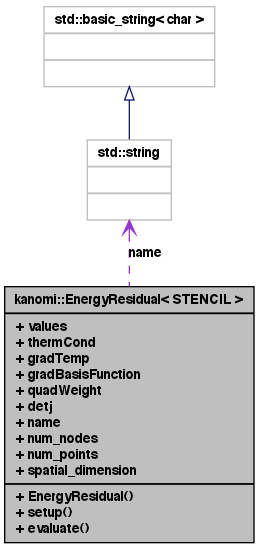 std::basic_string< char >
std::string
name
kanomi::EnergyResidual< STENCIL >
+ values
+ thermCond
+ gradTemp
+ gradBasisFunction
+ quadWeight
+ detj
+ name
+ num_nodes
+ num_points
+ spatial_dimension
+ EnergyResidual()
+ setup()
+ evaluate()